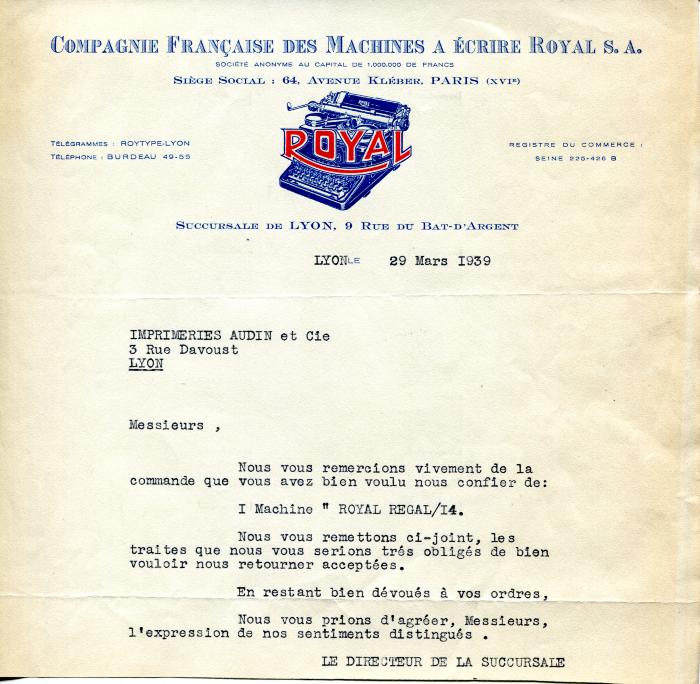 COMPAGNIE FRANÇAISE DES MACHINES A ÉCRIRE ROYAL S. A.
SOCIÉTÉ ANONYME AU CAPITAL DE 1.000.000 DE FRANCS
SIÈGE SOCIAL : 64, AVENUE KLÉBER, PARIS (XVIe)
ROYAL
TÉLÉGRAMMES : ROYTYPE-LYON
TÉLÉPHONE : BURDEAU 49-55
REGISTRE DU COMMERCE :
SEINE 225-426 B
SUCCURSALE DE LYON, 9 RUE DU BAT-D'ARGENT
LYON LE 29 Mars I939
IMPRIMERIES AUDIN et Cie
3 Rue Davoust
LYON
Messieurs ,
Nous vous remercions vivement de la
commande que vous avez bien voulu nous confier de:
I Machine " ROYAL REGAL/I4.
Nous vous remettons ci-joint, les
traites que nous vous serions trés obligés de bien
vouloir nous retourner acceptées.
En restant bien dévoués à vos ordres,
Nous vous prions d'agréer, Messieurs,
l'expression de nos sentiments distingués .
LE DIRECTEUR DE LA SUCCURSALE